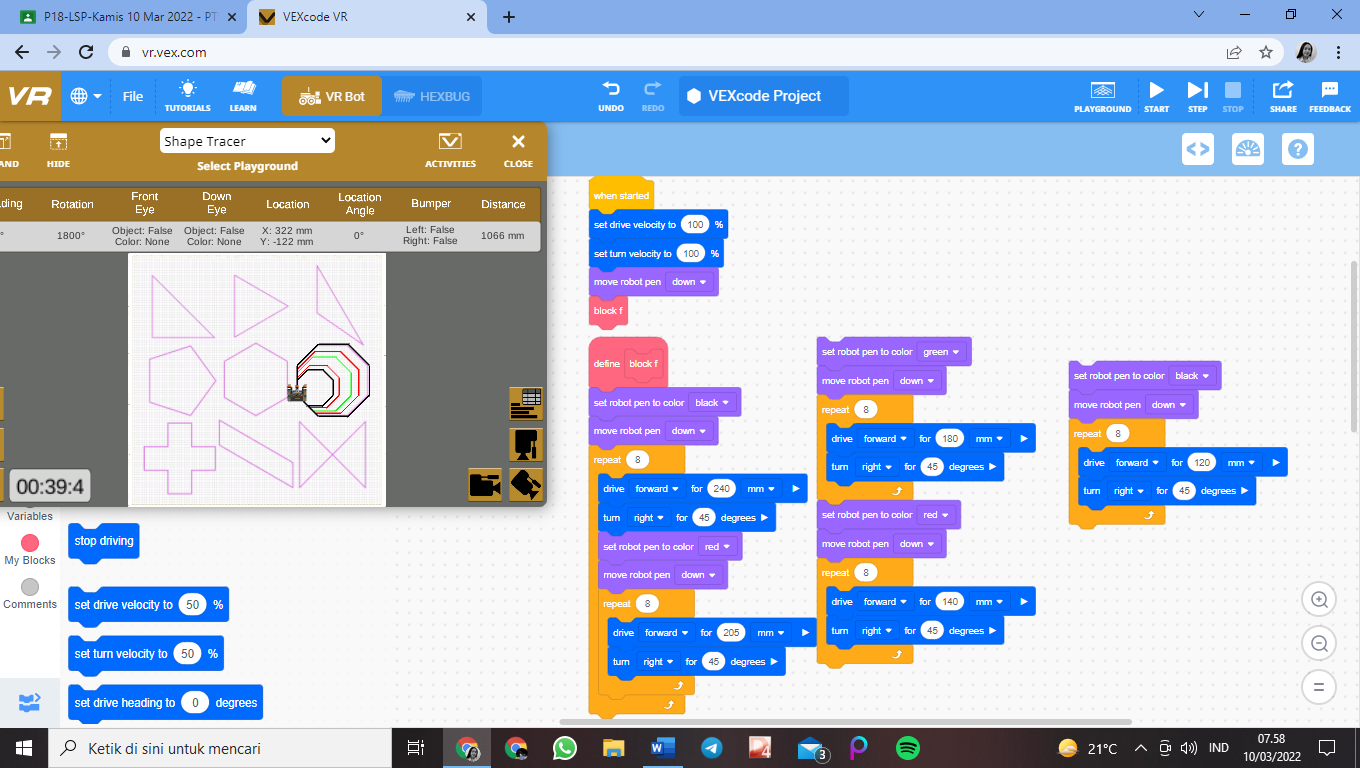 P18-LSP-Kamis 10 Mar 2022 - PT
VEXcode VR
vr.vex.com
VR
File
TUTORIALS
LEARN
VR Bot
HEXBUG
UNDO
REDO
VEXcode Project
PLAYGROUND
START
STEP
STOP
SHARE
FEEDBACK
AND
HIDE
Shape Tracer
Select Playground
ACTIVITIES
CLOSE
ding Rotation Front Eye Down Eye Location Location Angle Bumper Distance
° 1800° Object: False Object: False X: 322 mm 0° Left: False 1066 mm
Color: None Color: None Y: -122 mm Right: False
00:39:4
Variables
My Blocks
Comments
stop driving
set drive velocity to 50 %
set turn velocity to 50 %
set drive heading to 0 degrees
when started
set drive velocity to 100 %
set turn velocity to 100 %
move robot pen down
block f
define block f
set robot pen to color black
move robot pen down
repeat 8
drive forward for 240 mm
turn right for 45 degrees
set robot pen to color red
move robot pen down
repeat 8
drive forward for 205 mm
turn right for 45 degrees
set robot pen to color green
move robot pen down
repeat 8
drive forward for 180 mm
turn right for 45 degrees
set robot pen to color red
move robot pen down
repeat 8
drive forward for 140 mm
turn right for 45 degrees
set robot pen to color black
move robot pen down
repeat 8
drive forward for 120 mm
turn right for 45 degrees
Ketik di sini untuk mencari
3
21°C
IND
07.58
10/03/2022